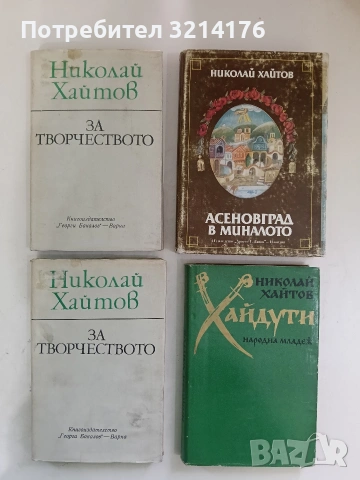 Потребител 3214176
Николай
Хайтов
ЗА
ТВОРЧЕСТВОТО
Книгоиздателство
„Георги Бакалов" — Варна
НИКОЛАЙ ХАЙТОВ
АСЕНОВГРАД
В МИНАЛОТО
Николай
Хайтов
ЗА
ТВОРЧЕСТВОТО
Книгоиздателство
„Георги Бакалов" — Варна
НИКОЛАЙ
ХАЙТОВ
ХАЙДУТИ
НАРОДНА МЛАДЕЖ
BAZAR